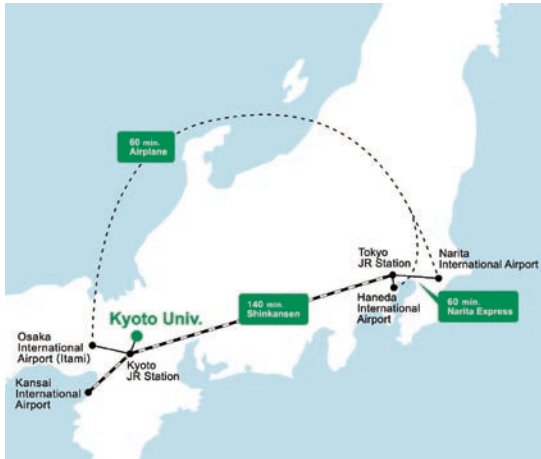 60 min.
Airplane
Tokyo
JR Station
Narita
International Airport
Haneda
International
Airport
60 min.
Narita Express
140 min.
Shinkansen
Kyoto Univ.
Osaka
International
Airport (Itami)
Kyoto
JR Station
Kansai
International
Airport